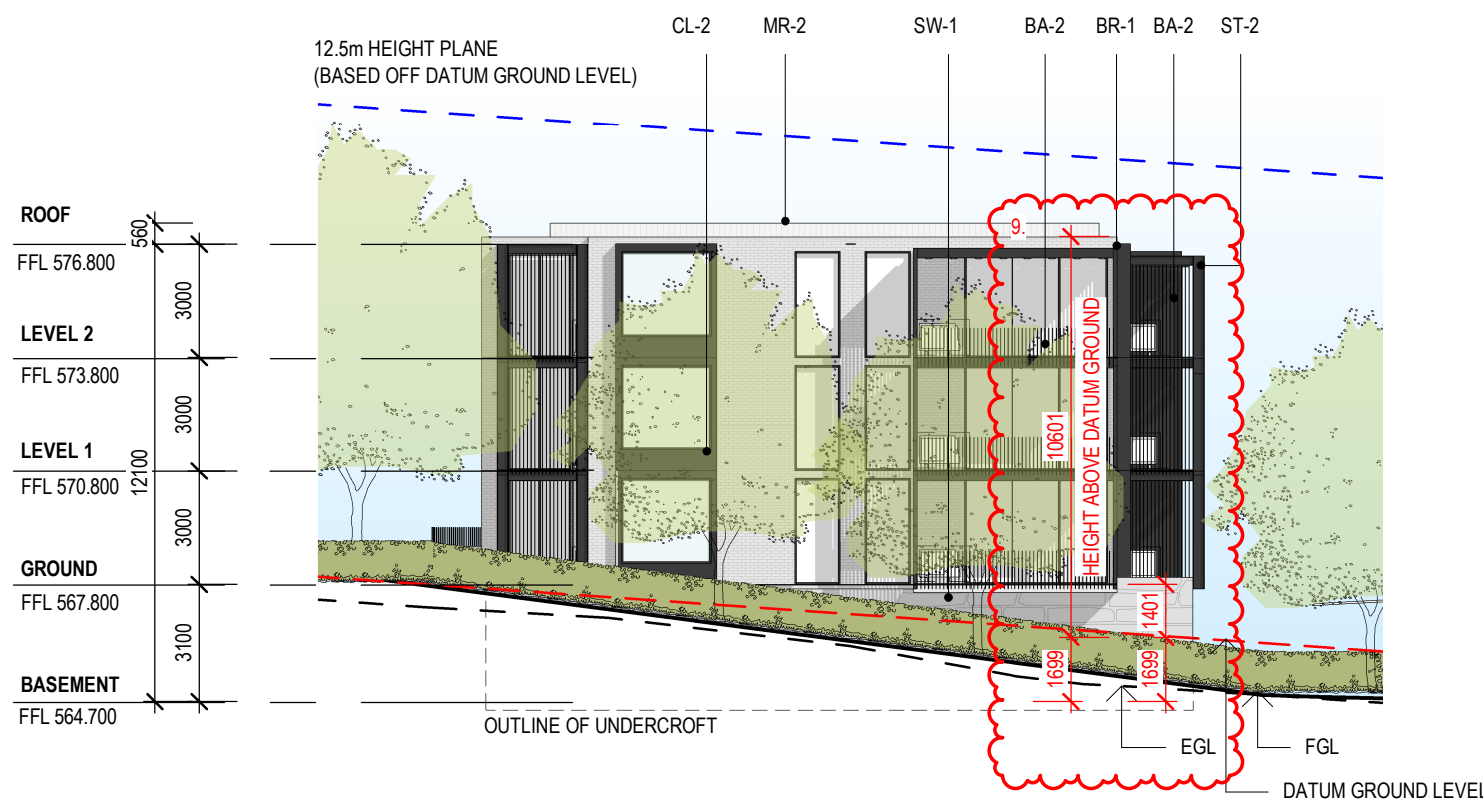 CL-2 MR-2 SW-1 BA-2 BR-1 BA-2 ST-2
12.5m HEIGHT PLANE
(BASED OFF DATUM GROUND LEVEL)
ROOF
FFL 576.800
560
3000
LEVEL 2
FFL 573.800
3000
LEVEL 1
FFL 570.800
12100
3000
GROUND
FFL 567.800
3100
BASEMENT
FFL 564.700
9.
10601
HEIGHT ABOVE DATUM GROUND
1401
1699
1699
OUTLINE OF UNDERCROFT
EGL
FGL
DATUM GROUND LEVEL